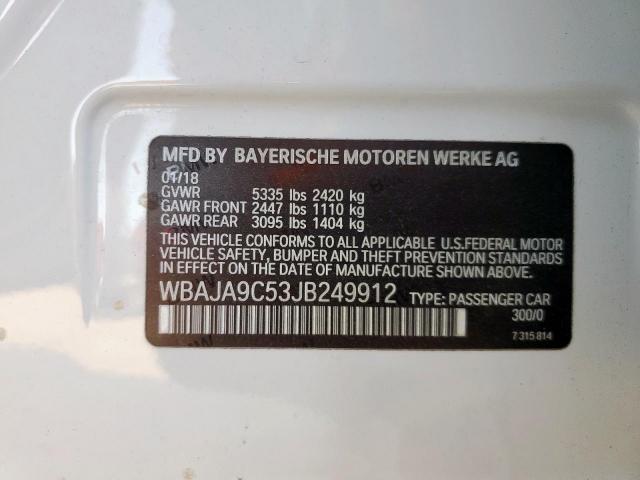 MFD BY BAYERISCHE MOTOREN WERKE AG
01/18
GVWR 5335 lbs 2420 kg
GAWR FRONT 2447 lbs 1110 kg
GAWR REAR 3095 lbs 1404 kg
THIS VEHICLE CONFORMS TO ALL APPLICABLE U.S.FEDERAL MOTOR
VEHICLE SAFETY, BUMPER AND THEFT PREVENTION STANDARDS
IN EFFECT ON THE DATE OF MANUFACTURE SHOWN ABOVE.
WBAJA9C53JB249912 TYPE: PASSENGER CAR
300/0
7 315 814